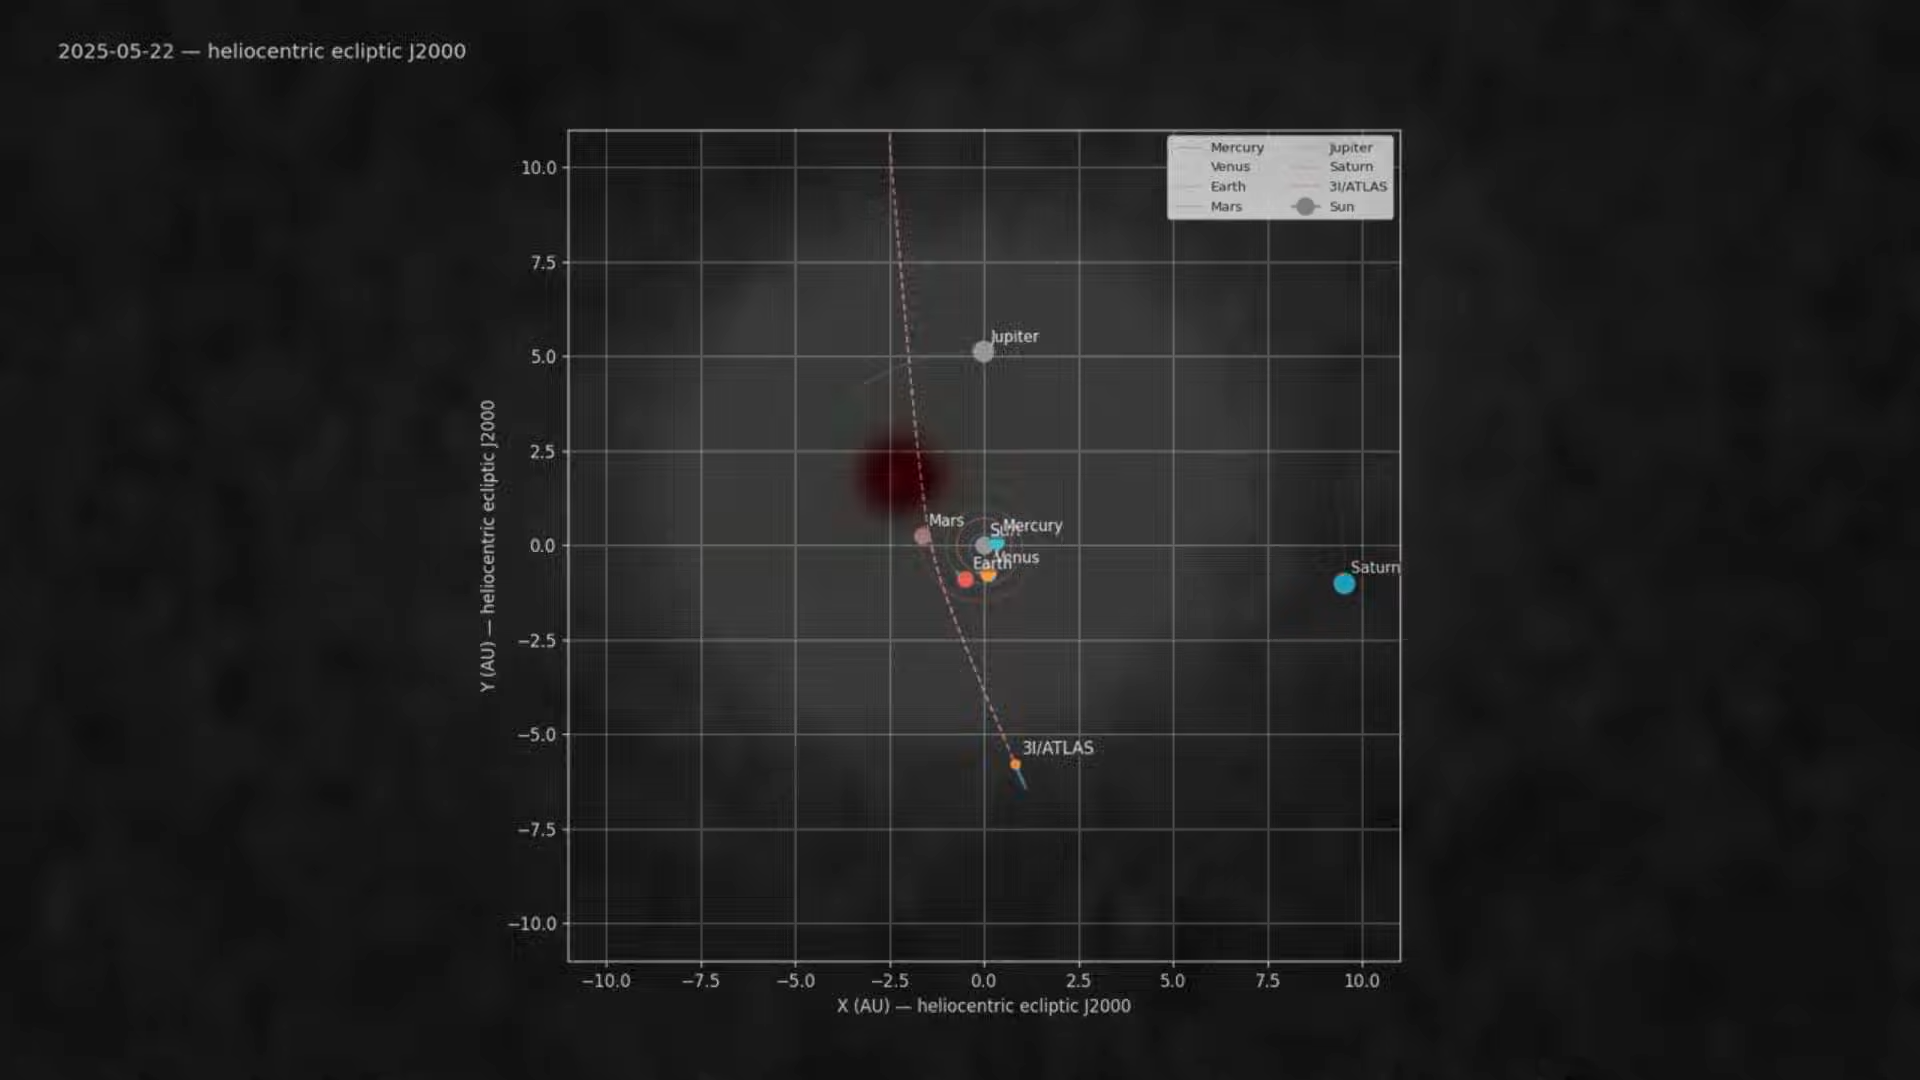 2025-05-22 — heliocentric ecliptic J2000
Mercury
Venus
Earth
Mars
Jupiter
Saturn
3I/ATLAS
Sun
10.0
7.5
5.0
2.5
0.0
−2.5
−5.0
−7.5
−10.0
Y (AU) — heliocentric ecliptic J2000
Jupiter
Mars
Sun
Mercury
Venus
Earth
Saturn
3I/ATLAS
−10.0
−7.5
−5.0
−2.5
0.0
2.5
5.0
7.5
10.0
X (AU) — heliocentric ecliptic J2000